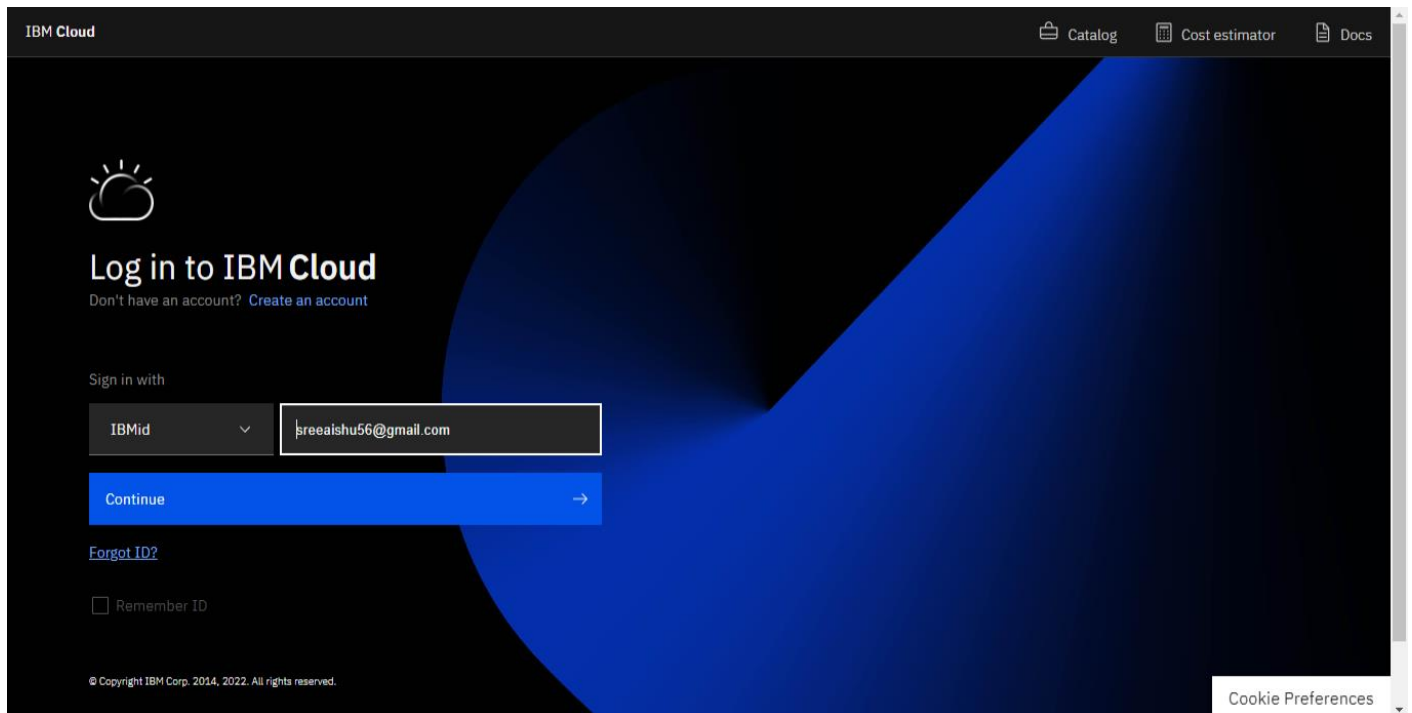 IBM Cloud Catalog Cost estimator Docs
Log in to IBM Cloud
Don't have an account? Create an account
Sign in with
IBMid sreeaishu56@gmail.com
Continue
Forgot ID?
Remember ID
© Copyright IBM Corp. 2014, 2022. All rights reserved.
Cookie Preferences